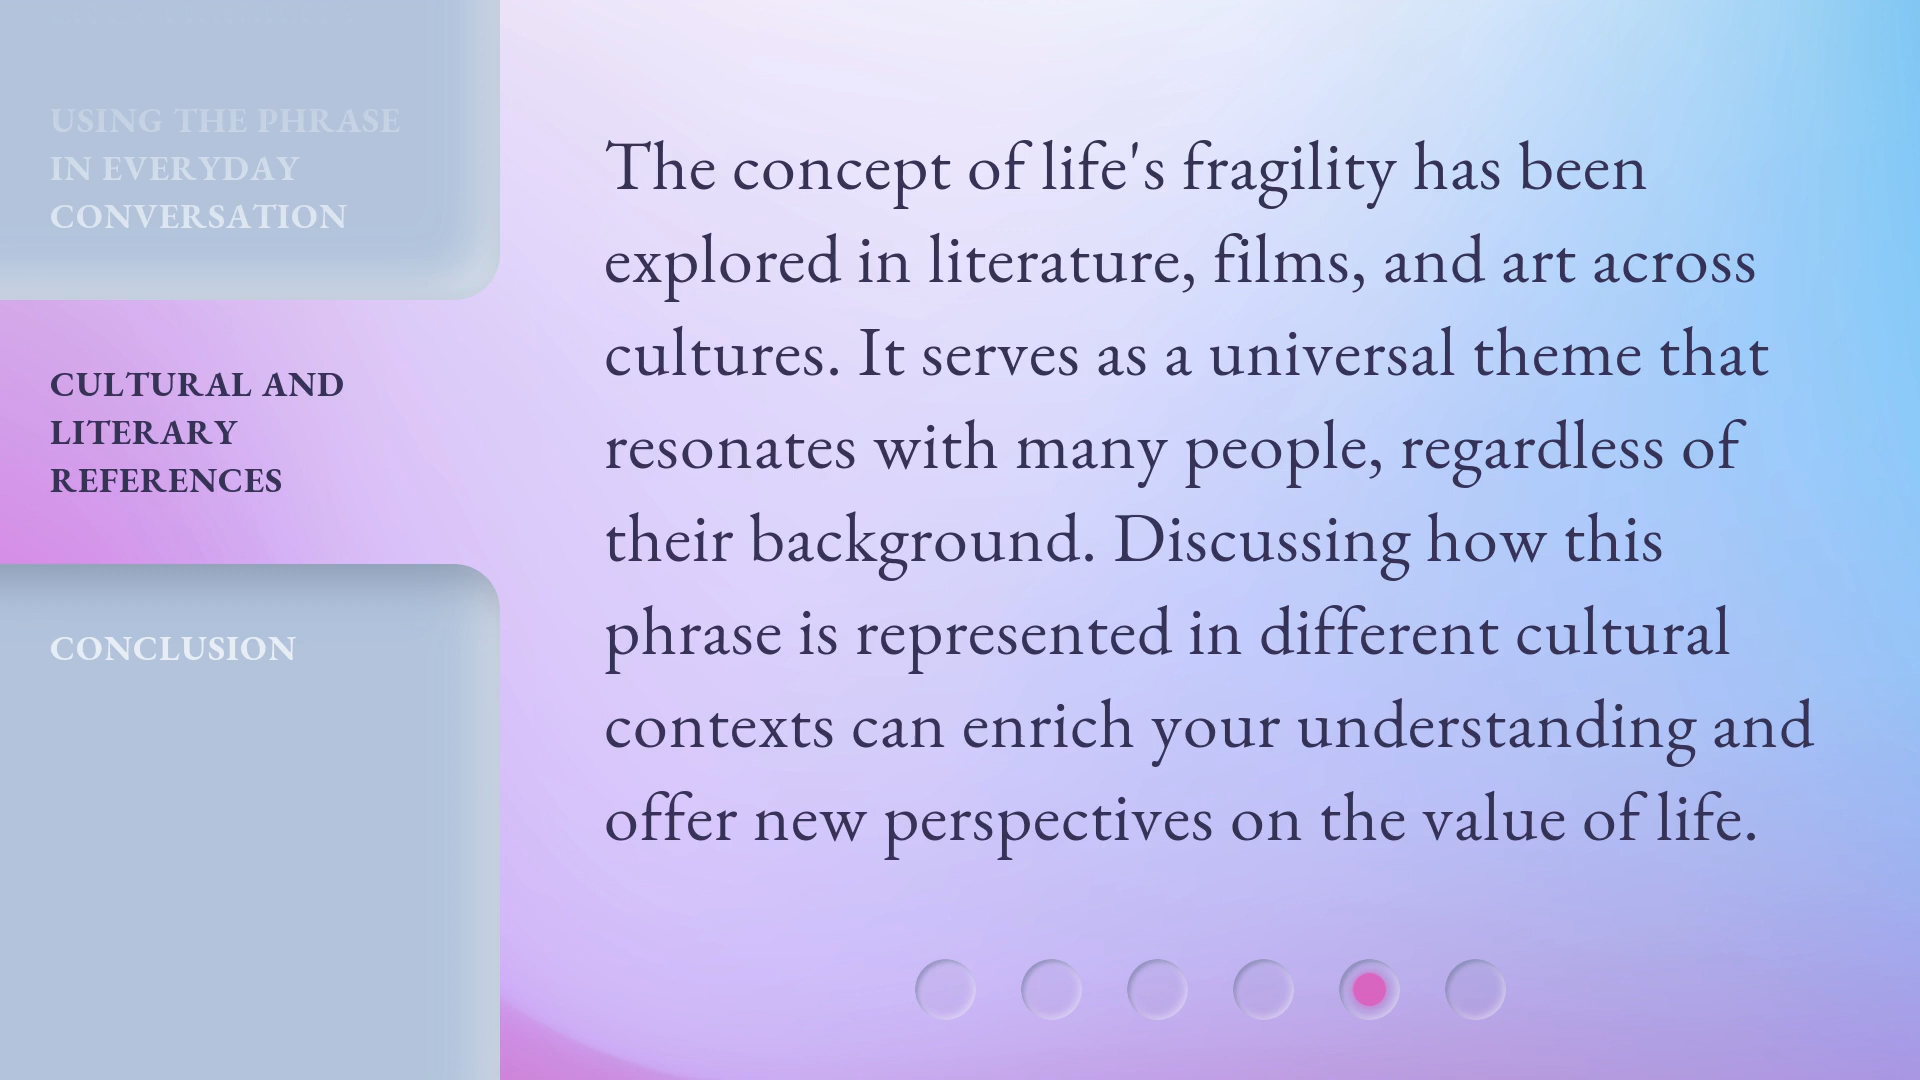 USING THE PHRASE
IN EVERYDAY
CONVERSATION
CULTURAL AND
LITERARY
REFERENCES
CONCLUSION
The concept of life's fragility has been
explored in literature, films, and art across
cultures. It serves as a universal theme that
resonates with many people, regardless of
their background. Discussing how this
phrase is represented in different cultural
contexts can enrich your understanding and
offer new perspectives on the value of life.